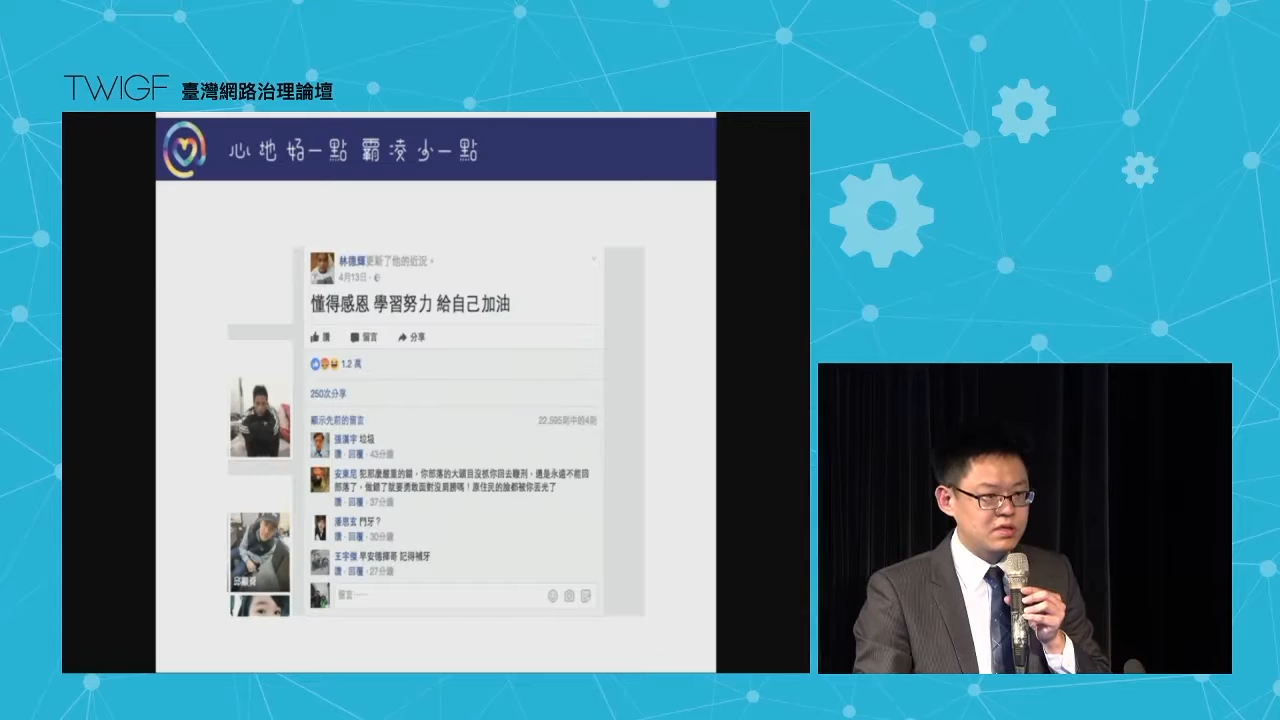 TWIGF 臺灣網路治理論壇
心地好一點 霸凌少一點
林德輝更新了他的近況。
4月13日
懂得感恩 學習努力 給自己加油
讚 留言 分享
1.2 萬
250次分享
顯示先前的留言 22,595則中的4則
張漢宇 垃圾
讚 · 回覆 · 43分鐘
安東尼 犯那麼嚴重的錯，你部落的大頭目沒抓你回去鞭刑，還是永遠不能回
部落了，做錯了就要勇敢面對沒肩膀嗎！原住民的臉都被你丟光了
讚 · 回覆 · 37分鐘
潘思玄 門牙？
讚 · 回覆 · 30分鐘
王宇傑 早安德揮哥 記得補牙
讚 · 回覆 · 27分鐘
留言……